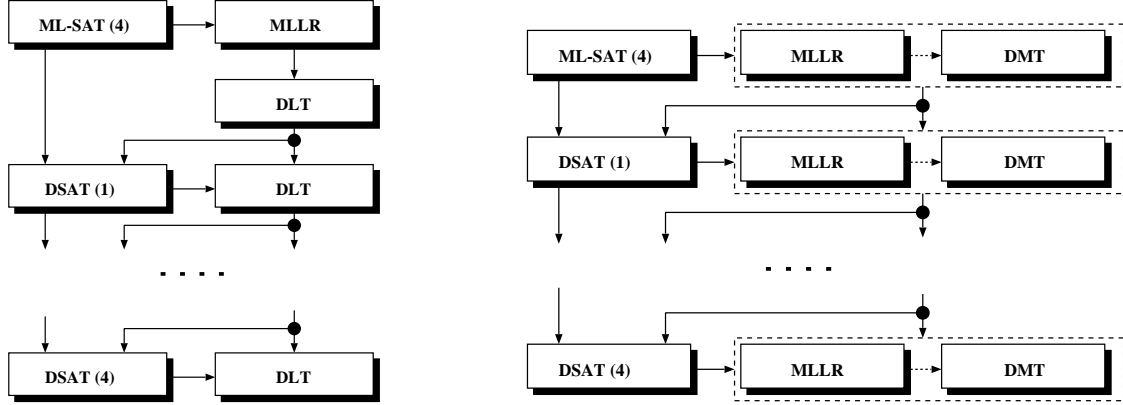 ML-SAT (4)
MLLR
DLT
DSAT (1)
DLT
. . . .
DSAT (4)
DLT
ML-SAT (4)
MLLR
DMT
DSAT (1)
MLLR
DMT
. . . .
DSAT (4)
MLLR
DMT